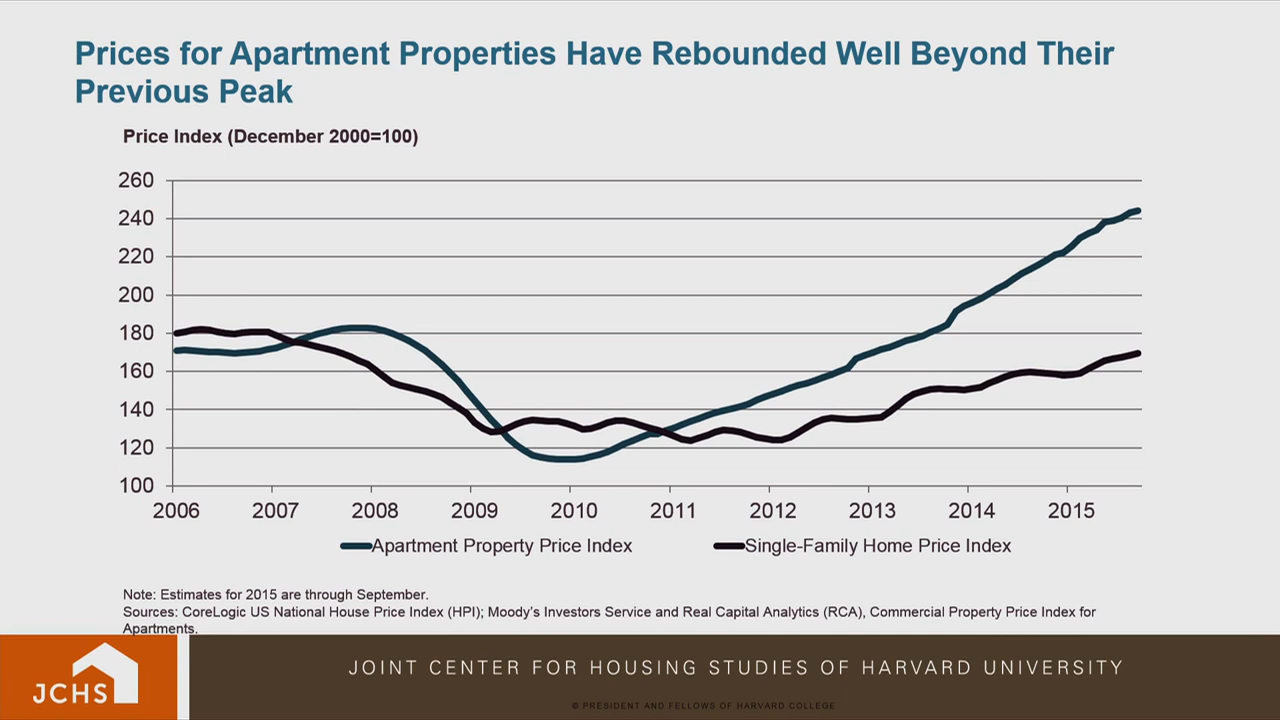 Prices for Apartment Properties Have Rebounded Well Beyond Their
Previous Peak
Price Index (December 2000=100)
260
240
220
200
180
160
140
120
100
2006 2007 2008 2009 2010 2011 2012 2013 2014 2015
Apartment Property Price Index Single-Family Home Price Index
Note: Estimates for 2015 are through September.
Sources: CoreLogic US National House Price Index (HPI); Moody's Investors Service and Real Capital Analytics (RCA), Commercial Property Price Index for
Apartments.
JCHS
JOINT CENTER FOR HOUSING STUDIES OF HARVARD UNIVERSITY
© PRESIDENT AND FELLOWS OF HARVARD COLLEGE